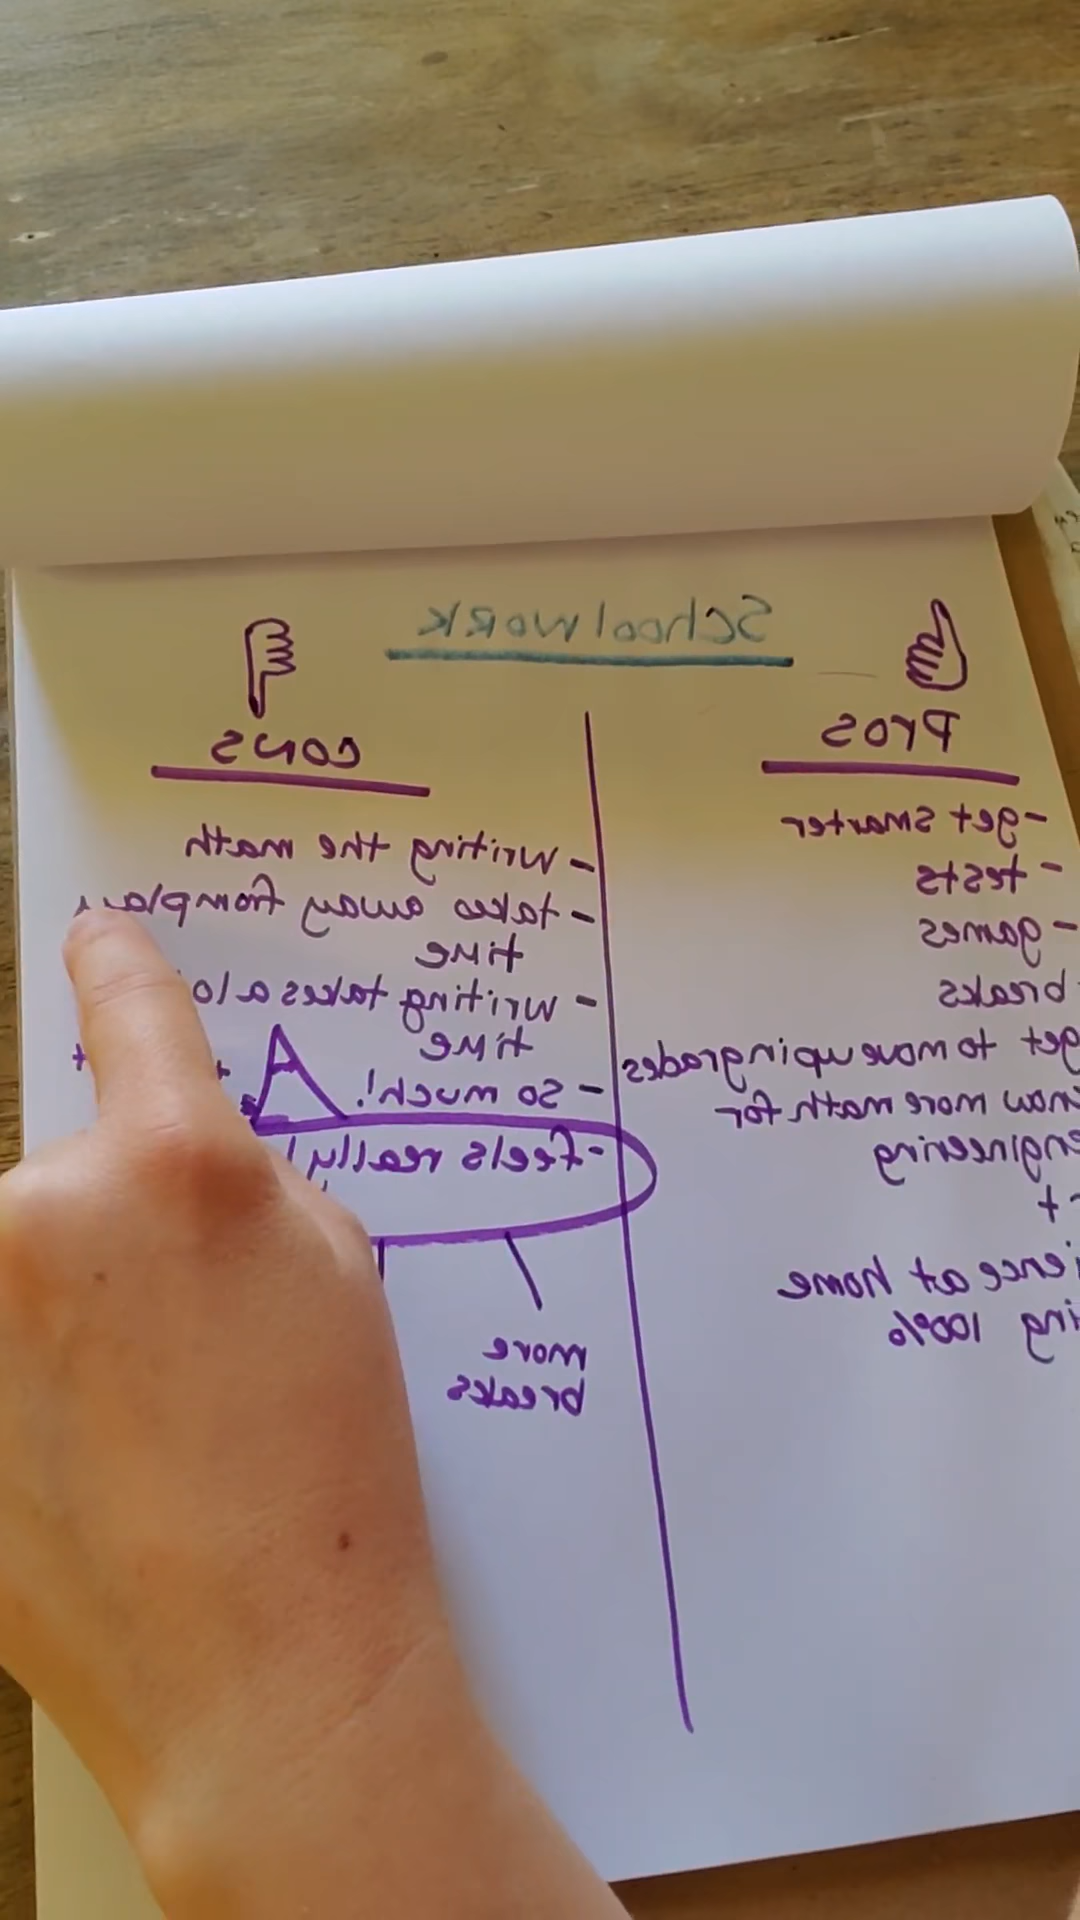 Schoolwork
Pros
- get smarter
- tests
- games
breaks
get to move up in grades
know more math for
engineering
at home
100%
cons
- writing the math
- takes away from play
time
- writing takes a
time
- so much!
- feels really
more
breaks